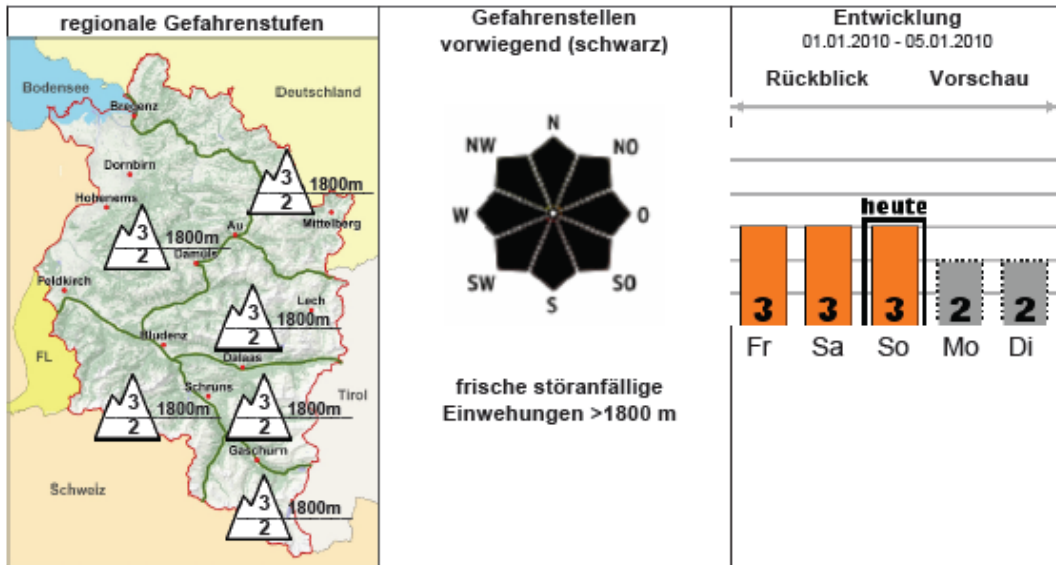 regionale Gefahrenstufen
Bodensee
Deutschland
Bregenz
Dornbirn
3
1800m
2
Hohenems
Mittelberg
3
Au
1800m
2
Damüls
Feldkirch
Lech
3
1800m
2
Bludenz
FL
Dalaas
Tirol
Schruns
3
1800m
2
3
1800m
2
Gaschurn
Schweiz
3
1800m
2
Gefahrenstellen
vorwiegend (schwarz)
N
NW
NO
W
O
SW
SO
S
frische störanfällige
Einwehungen >1800 m
Entwicklung
01.01.2010 - 05.01.2010
Rückblick
Vorschau
heute
3 3 3 2 2
Fr Sa So Mo Di